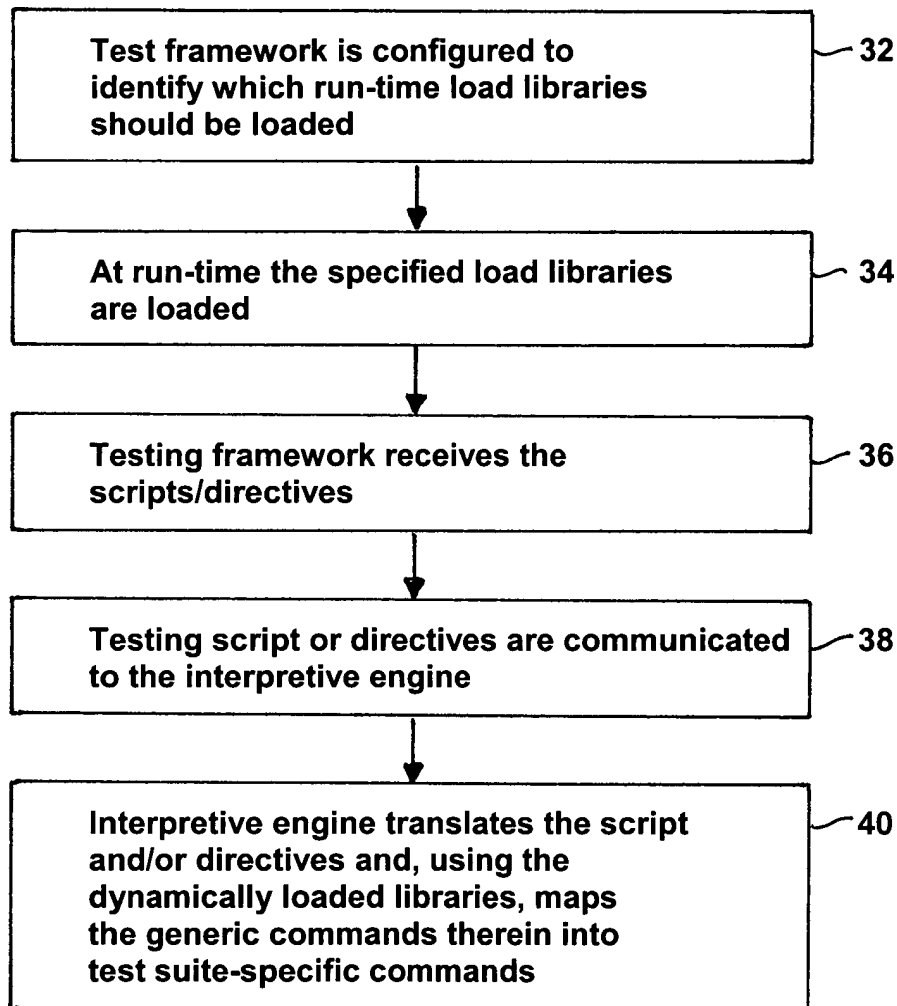 Test framework is configured to
identify which run-time load libraries
should be loaded
32
At run-time the specified load libraries
are loaded
34
Testing framework receives the
scripts/directives
36
Testing script or directives are communicated
to the interpretive engine
38
Interpretive engine translates the script
and/or directives and, using the
dynamically loaded libraries, maps
the generic commands therein into
test suite-specific commands
40